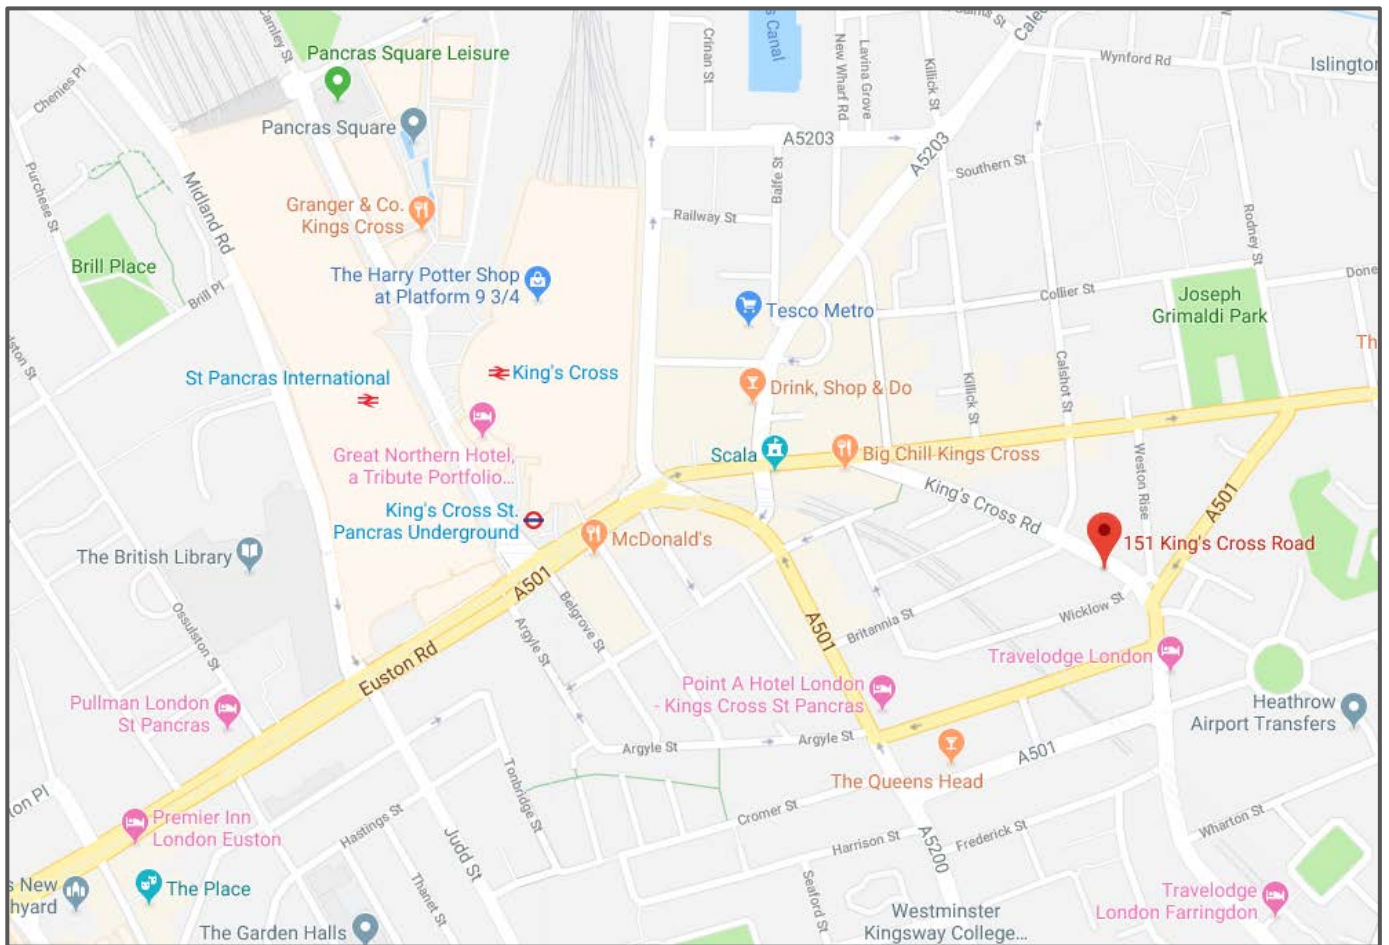 Pancras Square Leisure
Camley St
Chenies Pl
Pancras Square
Purchese St
Midland Rd
Granger & Co.
Kings Cross
Brill Place
Brill Pl
The Harry Potter Shop
at Platform 9 3/4
St Pancras International
King's Cross
Great Northern Hotel,
a Tribute Portfolio...
King's Cross St.
Pancras Underground
McDonald's
The British Library
Ossulston St
A501
Euston Rd
Belgrove St
Argyle St
Pullman London
St Pancras
Premier Inn
London Euston
The Place
The Garden Halls
Hastings St
Thanet St
Judd St
Tonbridge St
Argyle St
Argyle St
Cromer St
Harrison St
Seaford St
Frederick St
A5200
Westminster
Kingsway College...
The Queens Head
A501
Point A Hotel London
- Kings Cross St Pancras
A501
Britannia St
Wicklow St
Travelodge London
151 King's Cross Road
King's Cross Rd
Weston Rise
A501
Heathrow
Airport Transfers
Wharton St
Travelodge
London Farringdon
Big Chill Kings Cross
Scala
Drink, Shop & Do
Tesco Metro
Railway St
Balfe St
Crinan St
Canal
New Wharf Rd
Lavina Grove
Killick St
A5203
A5203
Southern St
Wynford Rd
Rodney St
Collier St
Joseph
Grimaldi Park
Calshot St
Killick St